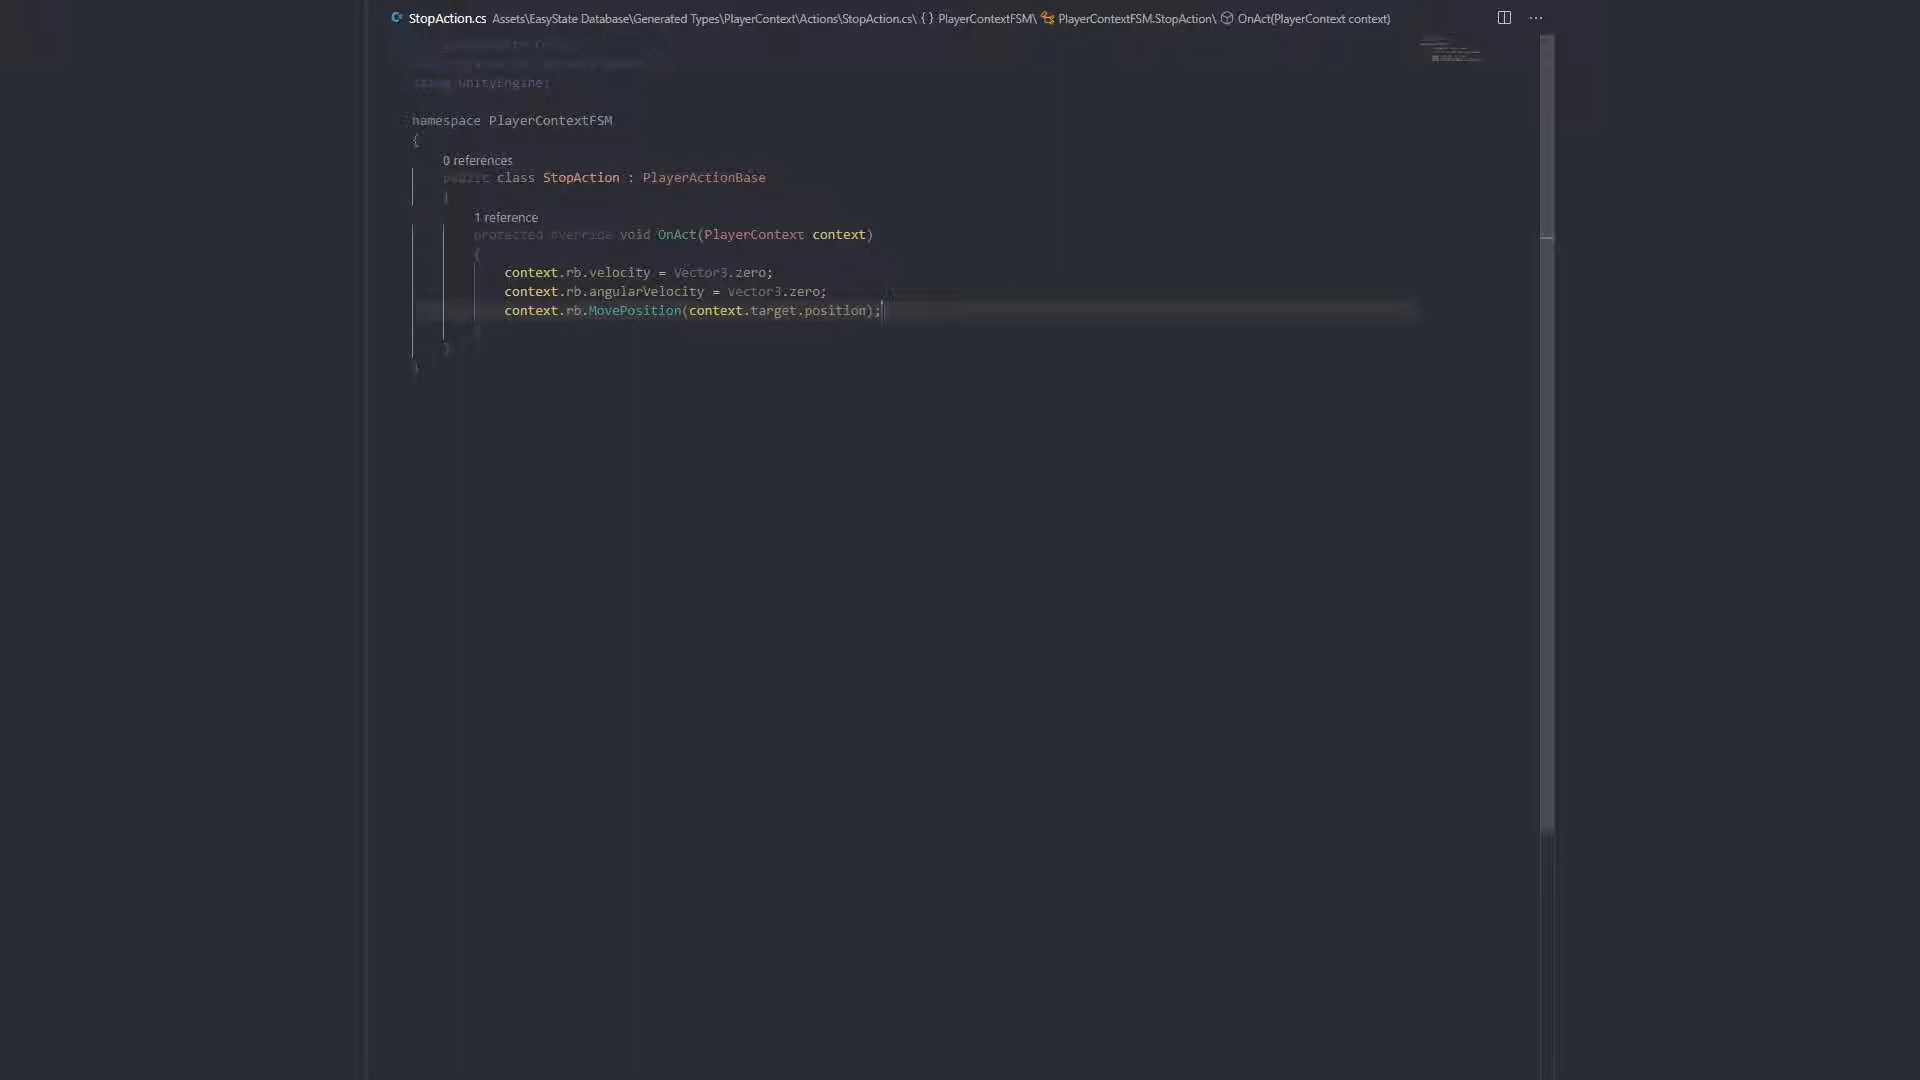 StopAction.cs Assets\EasyState Database\Generated Types\PlayerContext\Actions\StopAction.cs\ {} PlayerContextFSM\ PlayerContextFSM.StopAction\ OnAct(PlayerContext context)
using UnityEngine;
namespace PlayerContextFSM
{
0 references
public class StopAction : PlayerActionBase
{
1 reference
protected override void OnAct(PlayerContext context)
{
context.rb.velocity = Vector3.zero;
context.rb.angularVelocity = Vector3.zero;
context.rb.MovePosition(context.target.position);
}
}
}